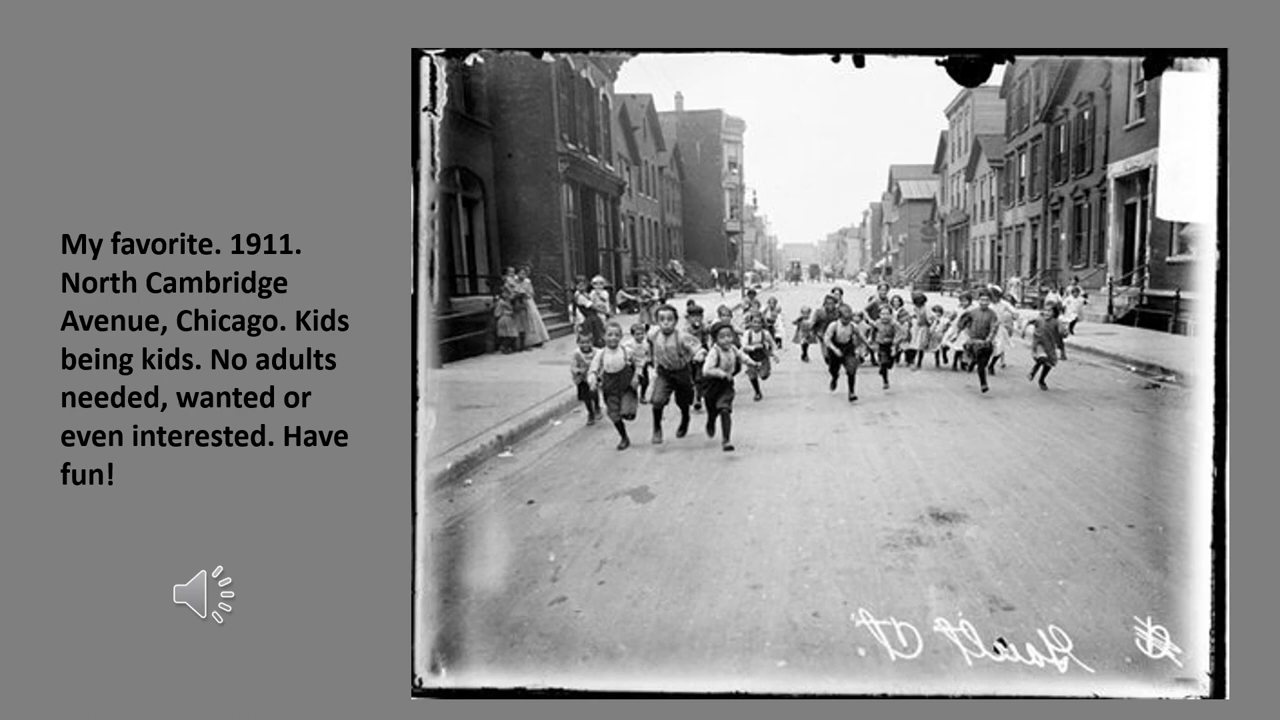 My favorite. 1911.
North Cambridge
Avenue, Chicago. Kids
being kids. No adults
needed, wanted or
even interested. Have
fun!